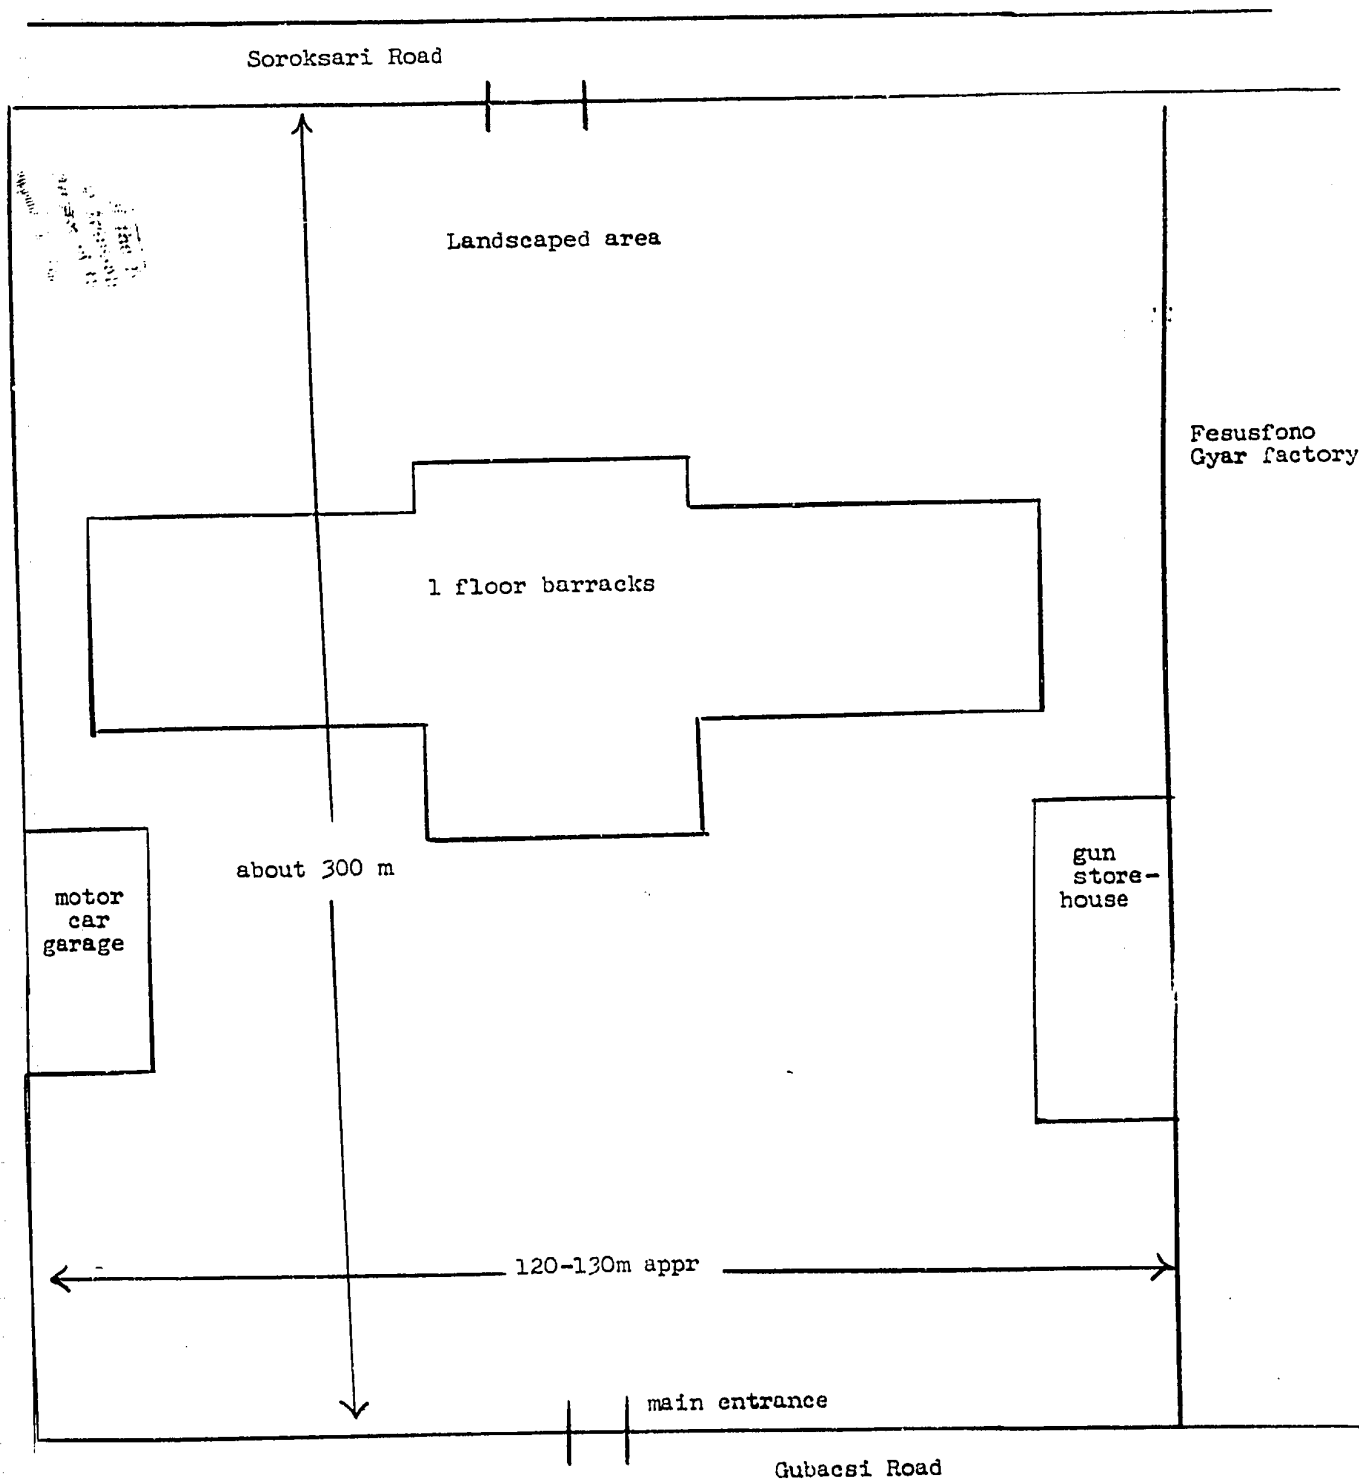 Soroksari Road
Landscaped area
Fesusfono
Gyar factory
1 floor barracks
about 300 m
motor
car
garage
gun
store-
house
120-130m appr
main entrance
Gubacsi Road